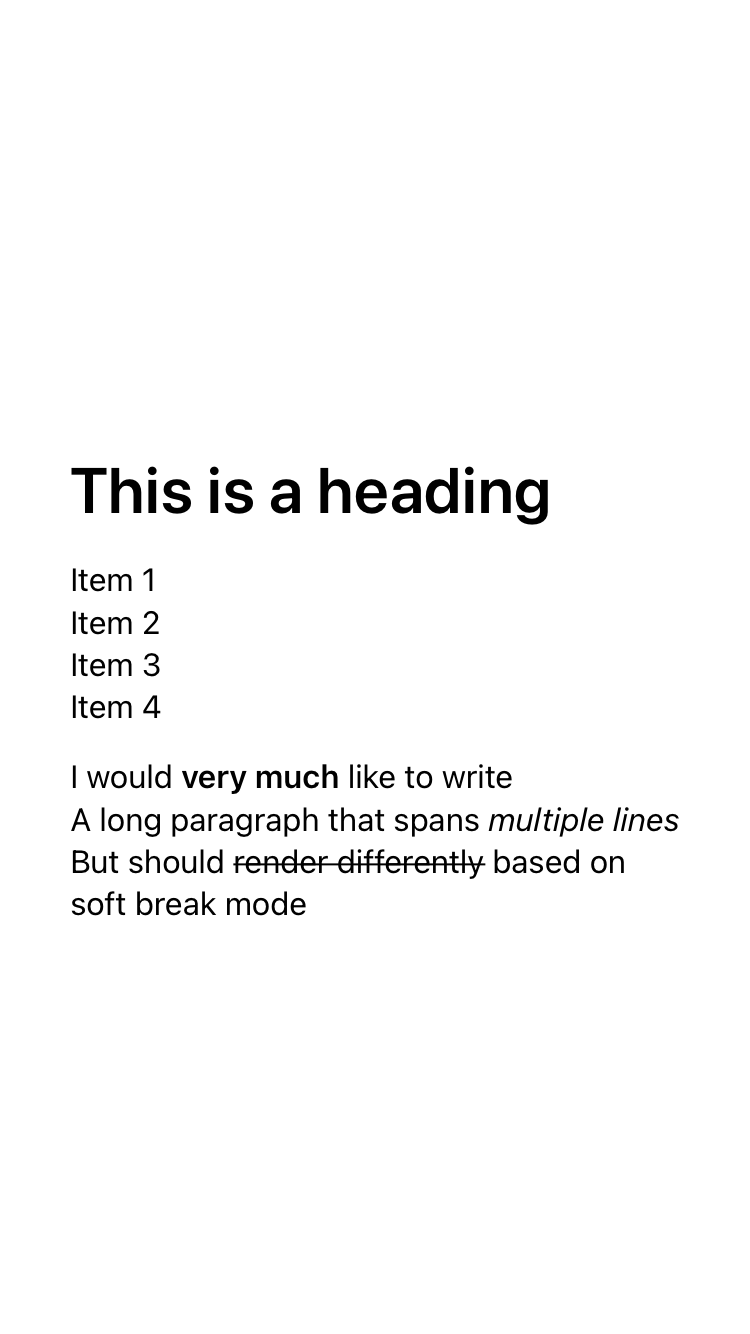 This is a heading
Item 1
Item 2
Item 3
Item 4
I would very much like to write
A long paragraph that spans multiple lines
But should render differently based on
soft break mode